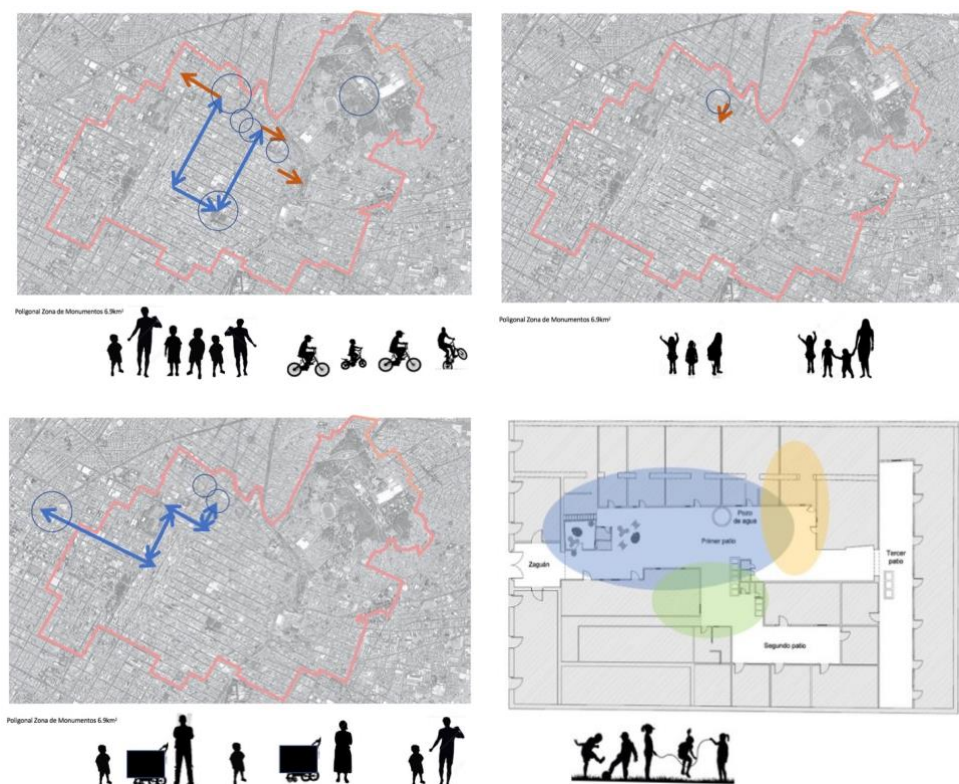 Poligonal Zona de Monumentos 6.9km²
Poligonal Zona de Monumentos 6.9km²
Poligonal Zona de Monumentos 6.9km²
Pozo
de agua
Primer patio
Zaguán
Tercer
patio
Segundo patio